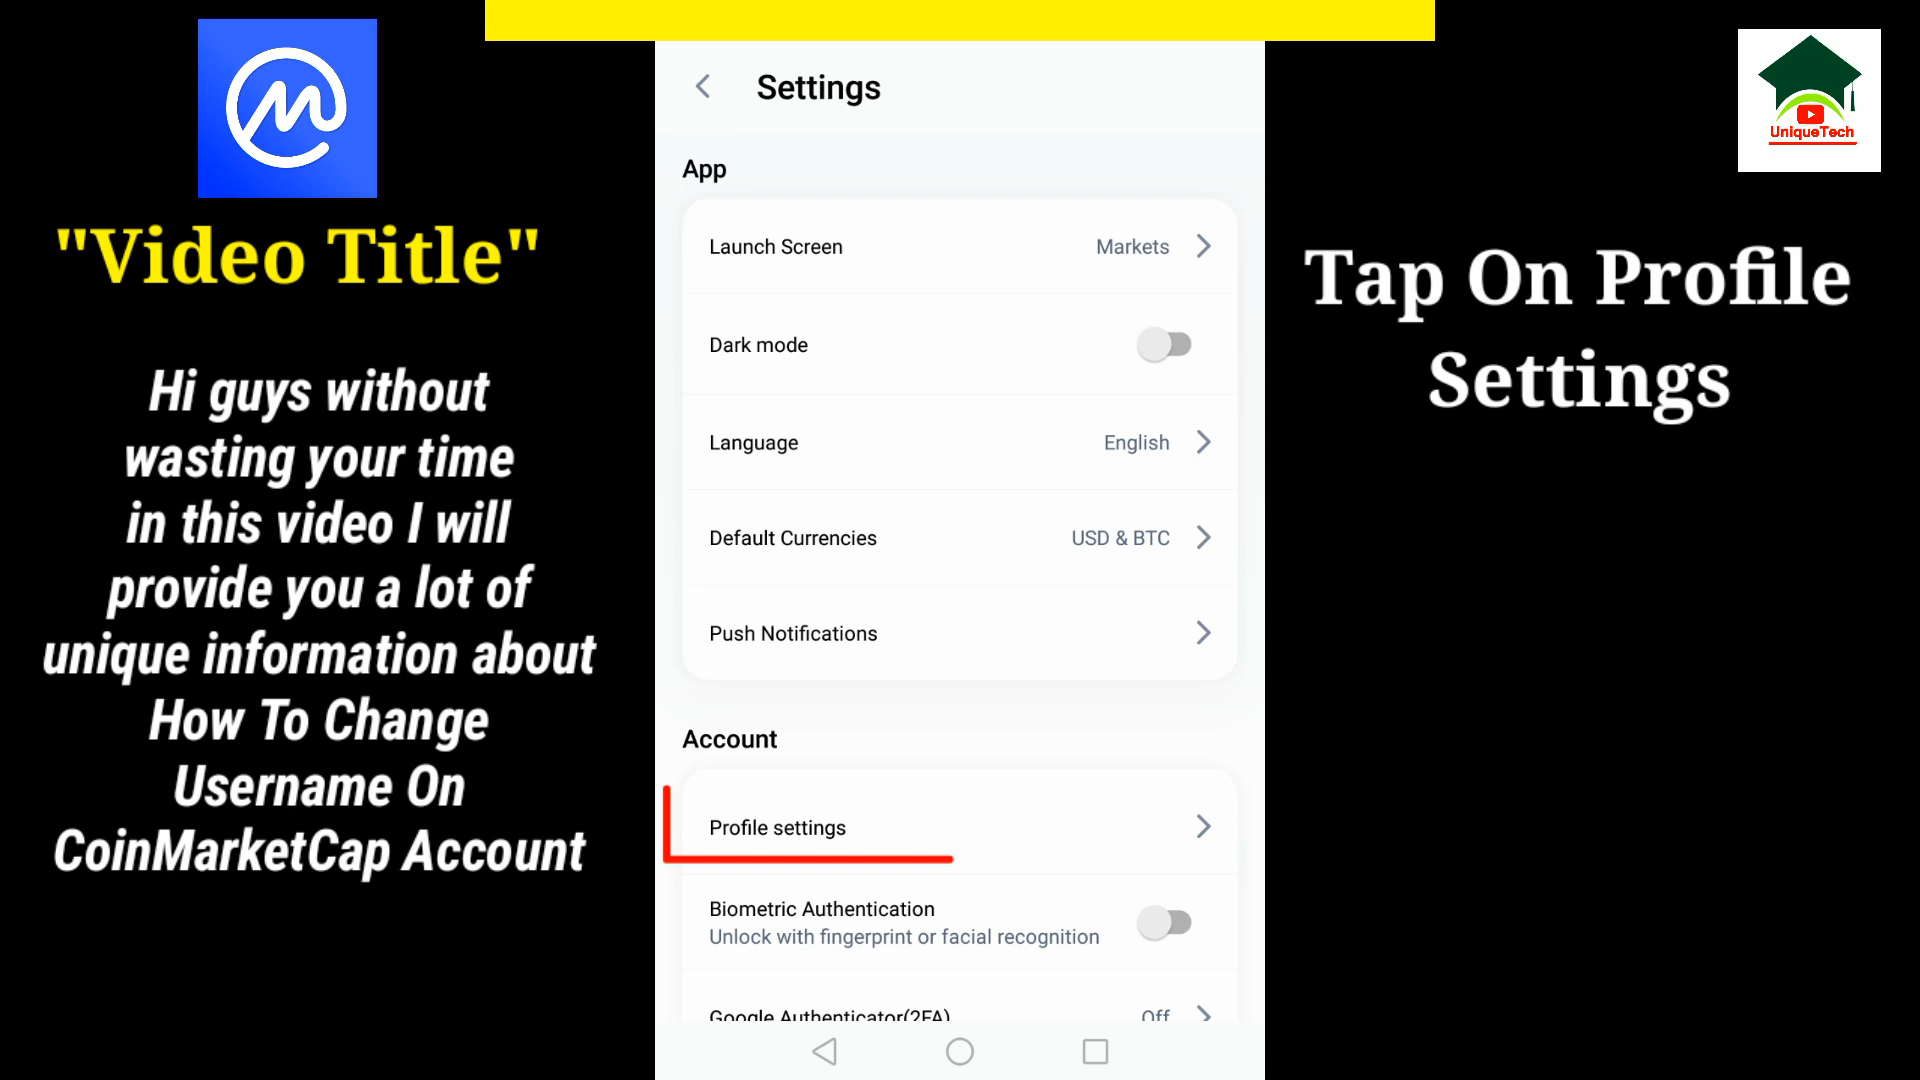 "Video Title"
Hi guys without
wasting your time
in this video I will
provide you a lot of
unique information about
How To Change
Username On
CoinMarketCap Account
Settings
App
Launch Screen Markets
Dark mode
Language English
Default Currencies USD & BTC
Push Notifications
Account
Profile settings
Biometric Authentication
Unlock with fingerprint or facial recognition
Google Authenticator(2FA) Off
UniqueTech
Tap On Profile
Settings